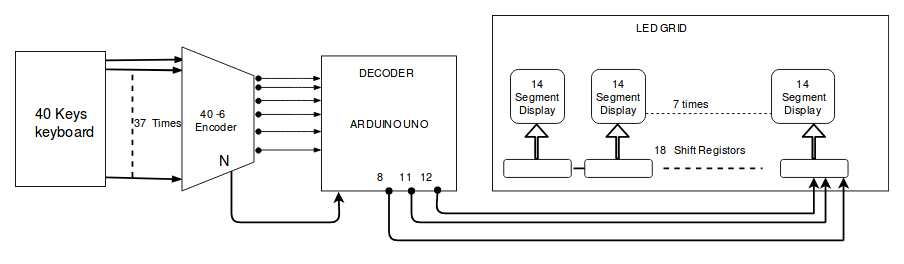 LED GRID
DECODER
14
Segment
Display
14
Segment
Display
14
Segment
Display
7 times
40 Keys
keyboard
37 Times
40 -6
Encoder
ARDUINO UNO
N
18 Shift Registors
8 11 12